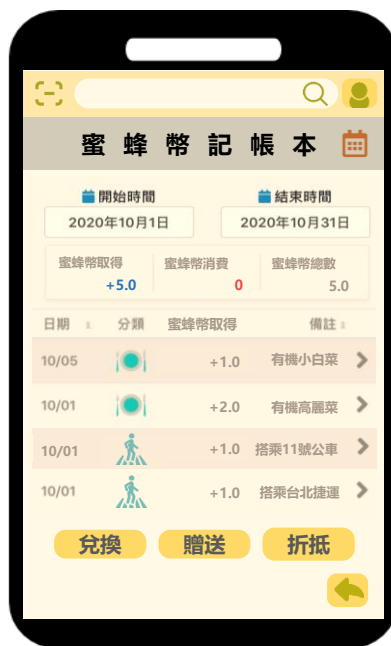 蜜蜂幣記帳本
開始時間 結束時間
2020年10月1日 2020年10月31日
蜜蜂幣取得 蜜蜂幣消費 蜜蜂幣總數
+5.0 0 5.0
日期 分類 蜜蜂幣取得 備註
10/05 +1.0 有機小白菜
10/01 +2.0 有機高麗菜
10/01 +1.0 搭乘11號公車
10/01 +1.0 搭乘台北捷運
兌換 贈送 折抵